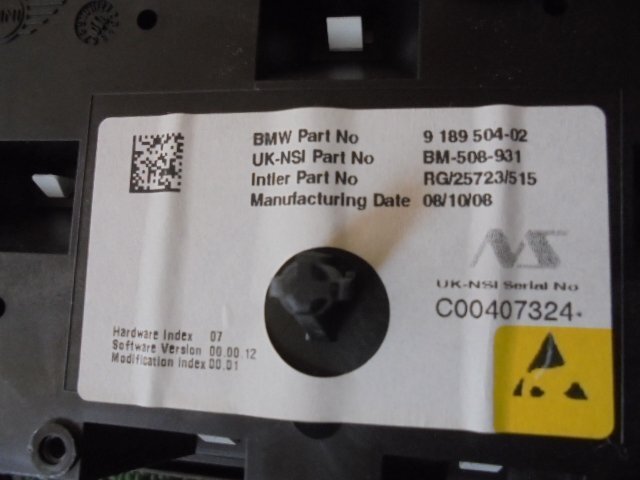 BMW Part No 9 189 504-02
UK-NSI Part No BM-508-931
Intier Part No RG/25723/515
Manufacturing Date 08/10/08
NS
UK-NSI Serial No
C00407324
Hardware Index 07
Software Version 00.00.12
Modification Index 00.01